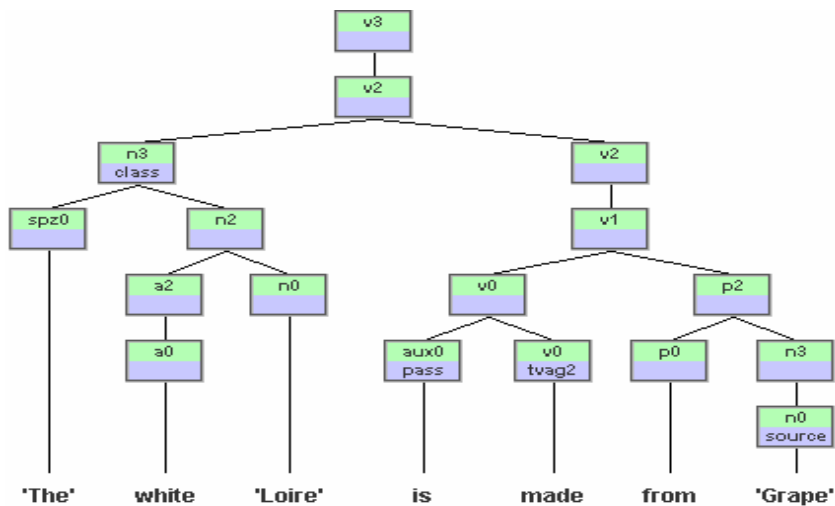 v3
v2
n3
class
v2
spz0
n2
v1
a2
n0
v0
p2
a0
aux0
pass
v0
tvag2
p0
n3
n0
source
'The' white 'Loire' is made from 'Grape'